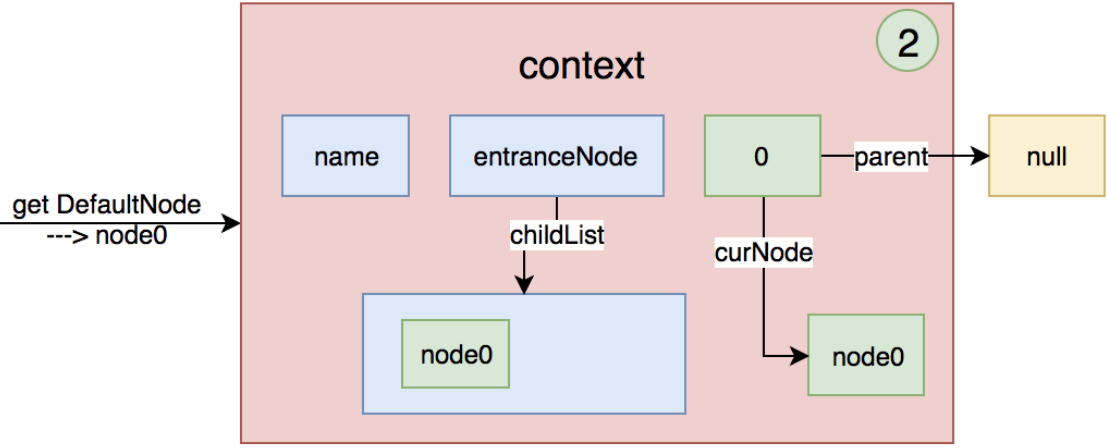 2
context
name
entranceNode
0
parent
null
get DefaultNode
---> node0
childList
curNode
node0
node0